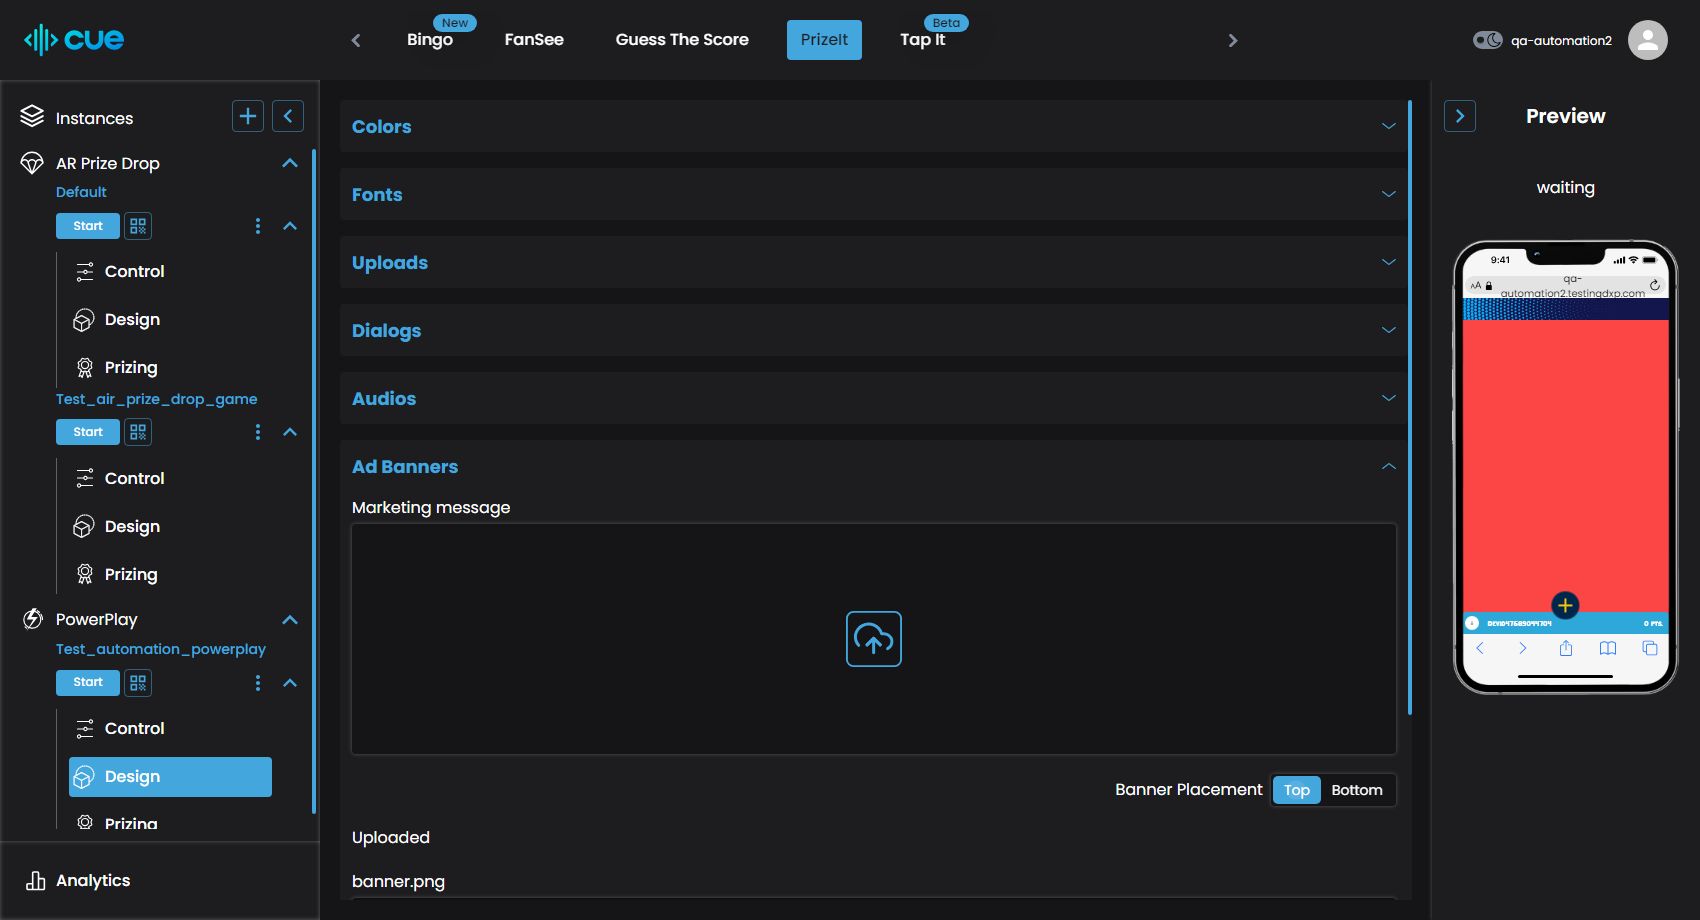 cue
New
Beta
Bingo
FanSee
Guess The Score
PrizeIt
Tap It
qa-automation2
Instances
AR Prize Drop
Default
Start
Control
Design
Prizing
Test_air_prize_drop_game
Start
Control
Design
Prizing
PowerPlay
Test_automation_powerplay
Start
Control
Design
Prizing
Analytics
Colors
Fonts
Uploads
Dialogs
Audios
Ad Banners
Marketing message
Banner Placement Top Bottom
Uploaded
banner.png
Preview
waiting
9:41
AA
qa-
automation2.testingdxp.com
0 PTS.